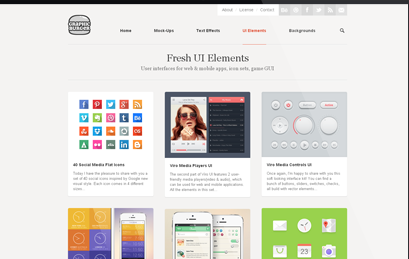 About License Contact
GRAPHIC BURGER
Home Mock-Ups Text Effects UI Elements Backgrounds
Fresh UI Elements
User interfaces for web & mobile apps, icon sets, game GUI
40 Social Media Flat Icons
Today I have the pleasure to share with you a
set of 40 social icons inspired by Google new
visual style. Each icon comes in 4 different
sizes.
Vire Media Players UI
The second part of Vire UI features 2 user-
friendly media players(video & audio), which
can be used for web and mobile applications.
All the elements in this set...
Vire Media Controls UI
Once again, I'm happy to share with you this
soft looking interface kit! You can find a
bunch of buttons, sliders, switches, checks,
all build with vector elements.
23